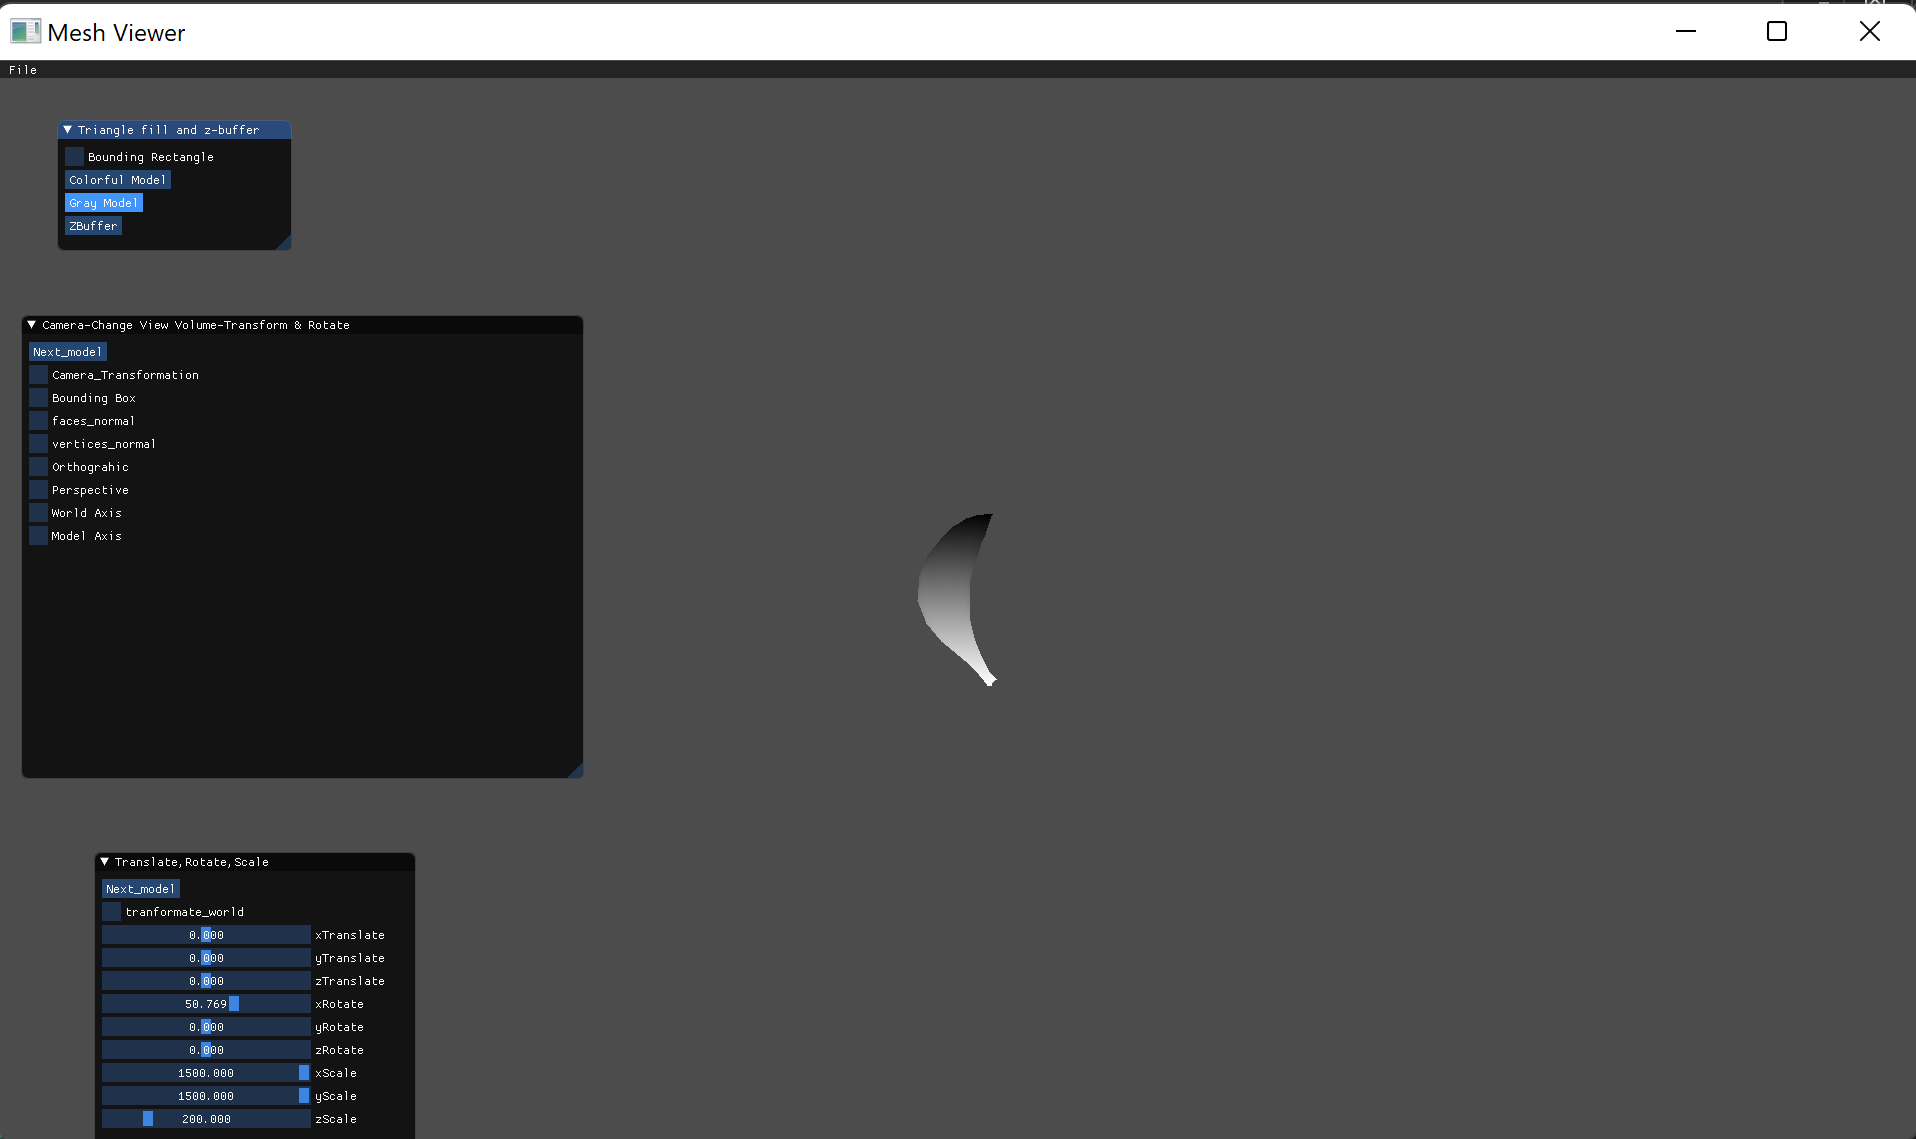 Mesh Viewer
File
Triangle fill and z-buffer
Bounding Rectangle
Colorful Model
Gray Model
ZBuffer
Camera-Change View Volume-Transform & Rotate
Next_model
Camera_Transformation
Bounding Box
faces_normal
vertices_normal
Orthograhic
Perspective
World Axis
Model Axis
Translate,Rotate,Scale
Next_model
tranformate_world
0.000 xTranslate
0.000 yTranslate
0.000 zTranslate
50.769 xRotate
0.000 yRotate
0.000 zRotate
1500.000 xScale
1500.000 yScale
200.000 zScale